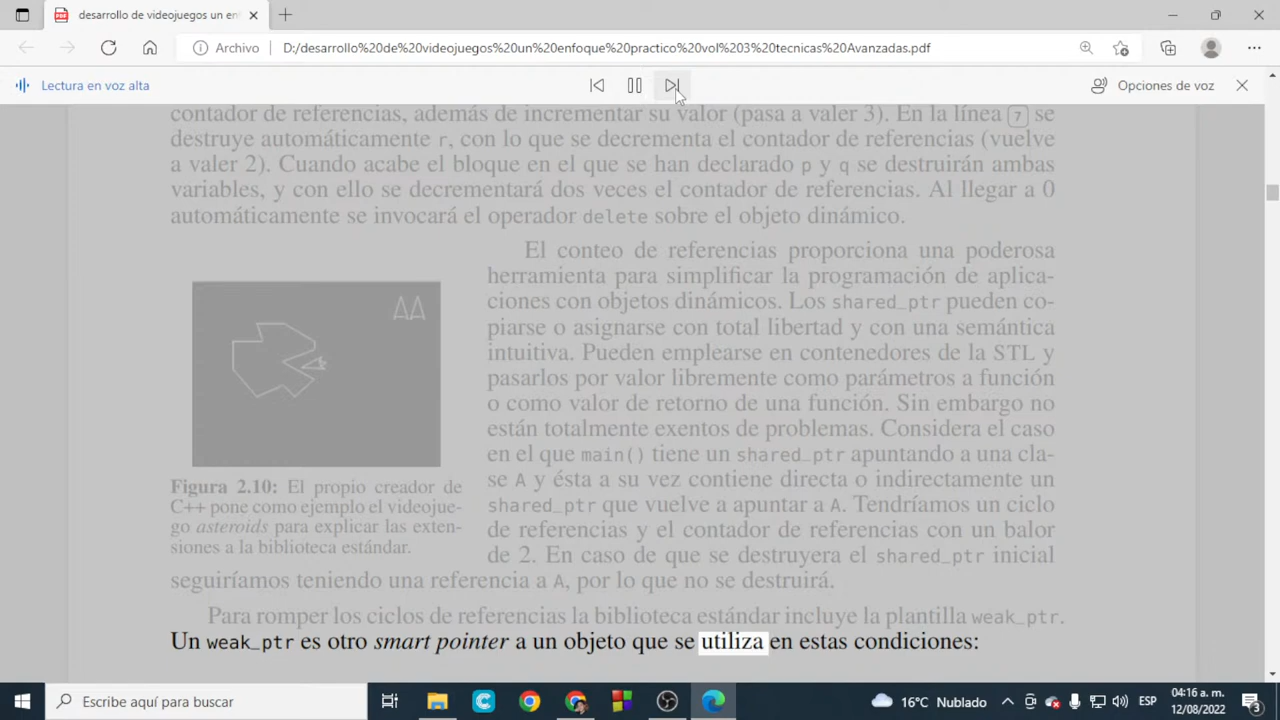 desarrollo de videojuegos un en
Archivo
D:/desarrollo%20de%20videojuegos%20un%20enfoque%20practico%20vol%203%20tecnicas%20Avanzadas.pdf
Lectura en voz alta
Opciones de voz
contador de referencias, además de incrementar su valor (pasa a valer 3). En la línea 7 se
destruye automáticamente r, con lo que se decrementa el contador de referencias (vuelve
a valer 2). Cuando acabe el bloque en el que se han declarado p y q se destruirán ambas
variables, y con ello se decrementará dos veces el contador de referencias. Al llegar a 0
automáticamente se invocará el operador delete sobre el objeto dinámico.
AA
Figura 2.10: El propio creador de
C++ pone como ejemplo el videojue-
go asteroids para explicar las exten-
siones a la biblioteca estándar.
El conteo de referencias proporciona una poderosa
herramienta para simplificar la programación de aplica-
ciones con objetos dinámicos. Los shared_ptr pueden co-
piarse o asignarse con total libertad y con una semántica
intuitiva. Pueden emplearse en contenedores de la STL y
pasarlos por valor libremente como parámetros a función
o como valor de retorno de una función. Sin embargo no
están totalmente exentos de problemas. Considera el caso
en el que main() tiene un shared_ptr apuntando a una cla-
se A y ésta a su vez contiene directa o indirectamente un
shared_ptr que vuelve a apuntar a A. Tendríamos un ciclo
de referencias y el contador de referencias con un balor
de 2. En caso de que se destruyera el shared_ptr inicial
seguiríamos teniendo una referencia a A, por lo que no se destruirá.
Para romper los ciclos de referencias la biblioteca estándar incluye la plantilla weak_ptr.
Un weak_ptr es otro smart pointer a un objeto que se utiliza en estas condiciones:
Escribe aquí para buscar
16°C Nublado
ESP
04:16 a. m.
12/08/2022
3